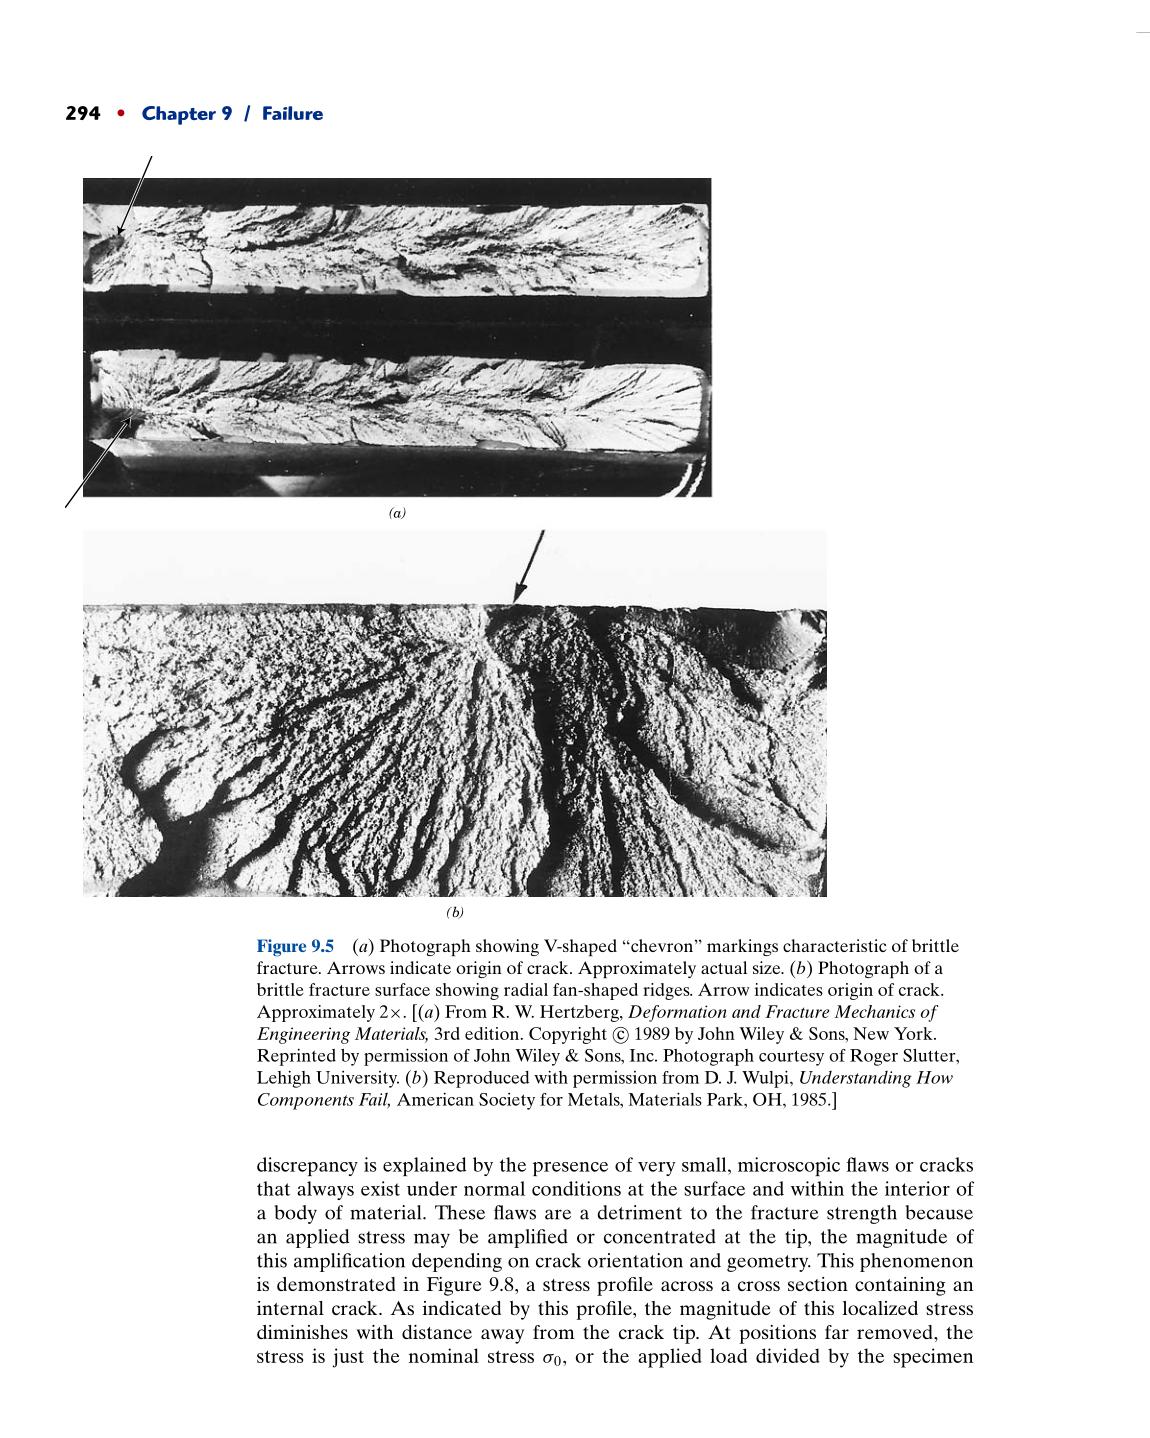 294 • Chapter 9 / Failure
(a)
(b)
Figure 9.5 (a) Photograph showing V-shaped “chevron” markings characteristic of brittle
fracture. Arrows indicate origin of crack. Approximately actual size. (b) Photograph of a
brittle fracture surface showing radial fan-shaped ridges. Arrow indicates origin of crack.
Approximately 2×. [(a) From R. W. Hertzberg, Deformation and Fracture Mechanics of
Engineering Materials, 3rd edition. Copyright © 1989 by John Wiley & Sons, New York.
Reprinted by permission of John Wiley & Sons, Inc. Photograph courtesy of Roger Slutter,
Lehigh University. (b) Reproduced with permission from D. J. Wulpi, Understanding How
Components Fail, American Society for Metals, Materials Park, OH, 1985.]
discrepancy is explained by the presence of very small, microscopic flaws or cracks
that always exist under normal conditions at the surface and within the interior of
a body of material. These flaws are a detriment to the fracture strength because
an applied stress may be amplified or concentrated at the tip, the magnitude of
this amplification depending on crack orientation and geometry. This phenomenon
is demonstrated in Figure 9.8, a stress profile across a cross section containing an
internal crack. As indicated by this profile, the magnitude of this localized stress
diminishes with distance away from the crack tip. At positions far removed, the
stress is just the nominal stress σ0, or the applied load divided by the specimen